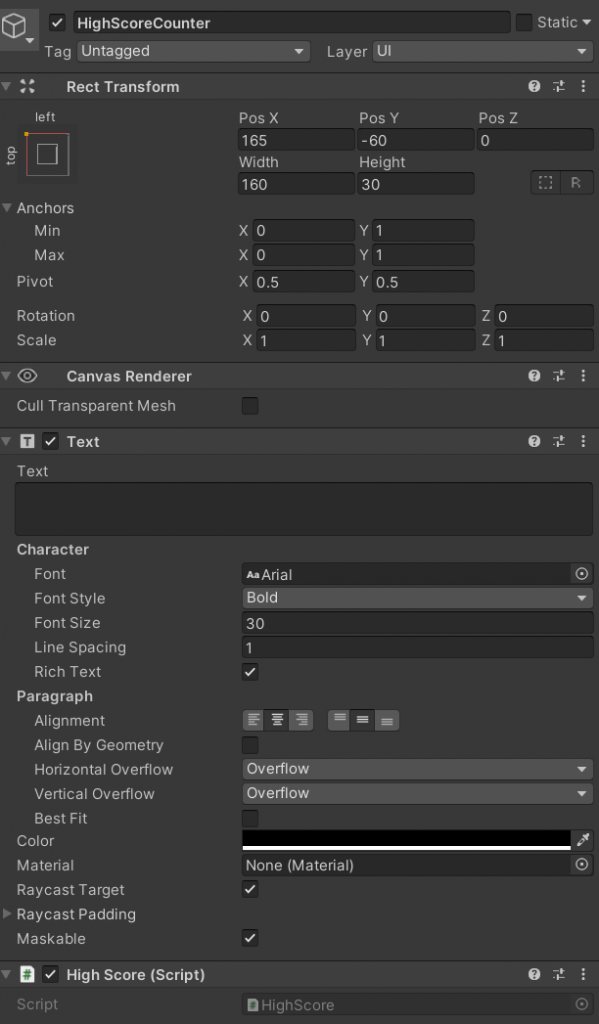 HighScoreCounter Static
Tag Untagged Layer UI
Rect Transform
left
top
Pos X Pos Y Pos Z
165 -60 0
Width Height
160 30
R
Anchors
Min X 0 Y 1
Max X 0 Y 1
Pivot X 0.5 Y 0.5
Rotation X 0 Y 0 Z 0
Scale X 1 Y 1 Z 1
Canvas Renderer
Cull Transparent Mesh
T Text
Text
Character
Font Aa Arial
Font Style Bold
Font Size 30
Line Spacing 1
Rich Text
Paragraph
Alignment
Align By Geometry
Horizontal Overflow Overflow
Vertical Overflow Overflow
Best Fit
Color
Material None (Material)
Raycast Target
Raycast Padding
Maskable
# High Score (Script)
Script # HighScore